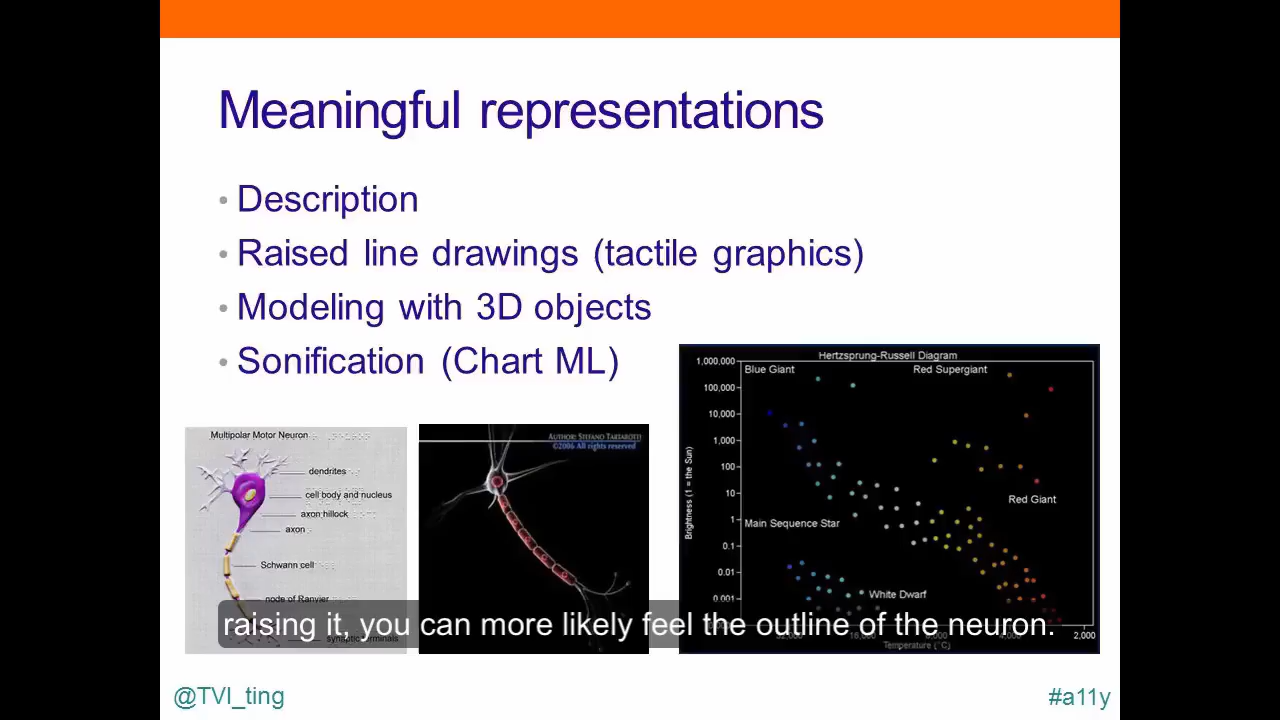 Meaningful representations
• Description
• Raised line drawings (tactile graphics)
• Modeling with 3D objects
• Sonification (Chart ML)
Multipolar Motor Neuron
dendrites
cell body and nucleus
axon hillock
axon
Schwann cell
node of Ranvier
synaptic terminals
AUTHOR: STEFANO TARTAROTTI
©2006 All rights reserved
Hertzsprung-Russell Diagram
1,000,000
100,000
10,000
1,000
100
10
1
0.1
0.01
0.001
Brightness (1 = the Sun)
Blue Giant
Red Supergiant
Red Giant
Main Sequence Star
White Dwarf
2,000
Temperature (°C)
raising it, you can more likely feel the outline of the neuron.
@TVI_ting
#a11y